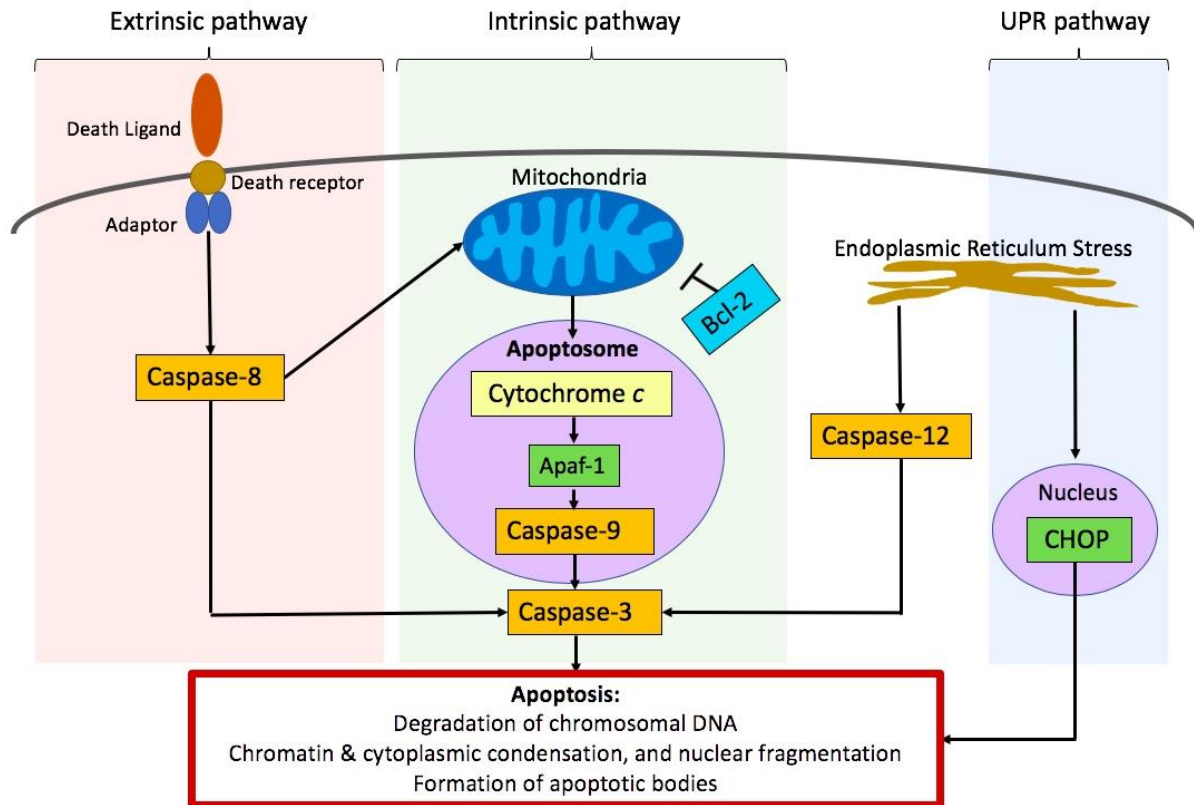 Extrinsic pathway
Intrinsic pathway
UPR pathway
Death Ligand
Death receptor
Adaptor
Mitochondria
Endoplasmic Reticulum Stress
Bcl-2
Apoptosome
Caspase-8
Cytochrome c
Caspase-12
Apaf-1
Nucleus
Caspase-9
CHOP
Caspase-3
Apoptosis:
Degradation of chromosomal DNA
Chromatin & cytoplasmic condensation, and nuclear fragmentation
Formation of apoptotic bodies